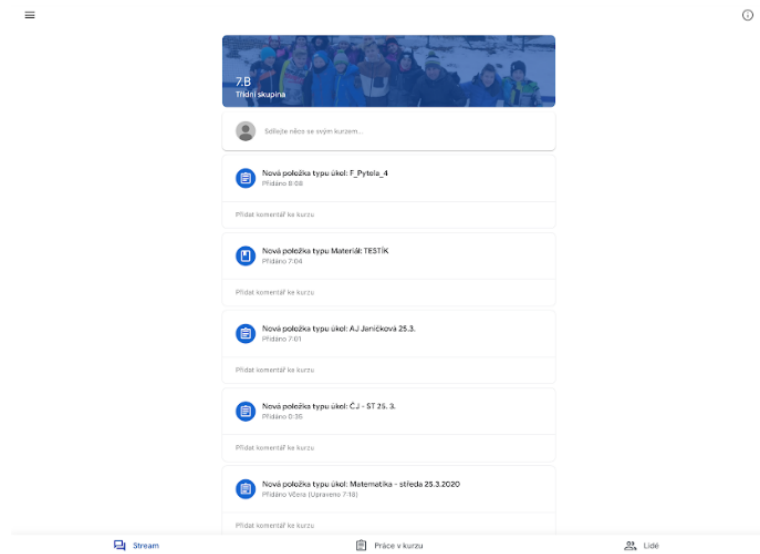 7.B
Třídní skupina
Sdílejte něco se svým kurzem...
Nová položka typu úkol: F_Pytela_4
Přidáno 8:08
Přidat komentář ke kurzu
Nová položka typu Materiál: TESTÍK
Přidáno 7:04
Přidat komentář ke kurzu
Nová položka typu úkol: AJ Janíčková 25.3.
Přidáno 7:01
Přidat komentář ke kurzu
Nová položka typu úkol: ČJ - ST 25. 3.
Přidáno 0:35
Přidat komentář ke kurzu
Nová položka typu úkol: Matematika - středa 25.3.2020
Přidáno Včera (Upraveno 7:18)
Přidat komentář ke kurzu
Stream
Práce v kurzu
Lidé